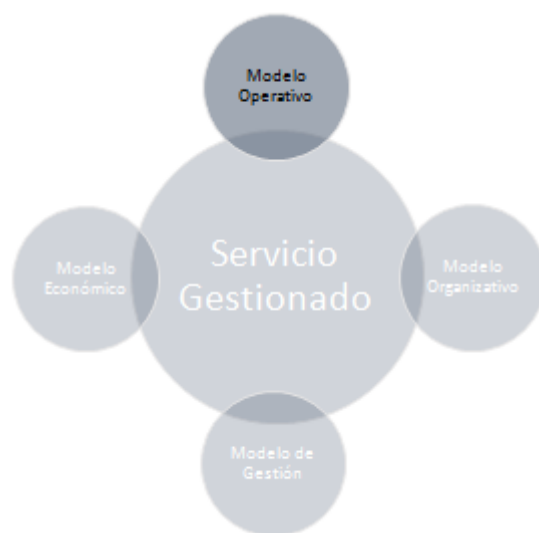 Modelo
Operativo
Servicio
Gestionado
Modelo
Económico
Modelo
Organizativo
Modelo de
Gestión